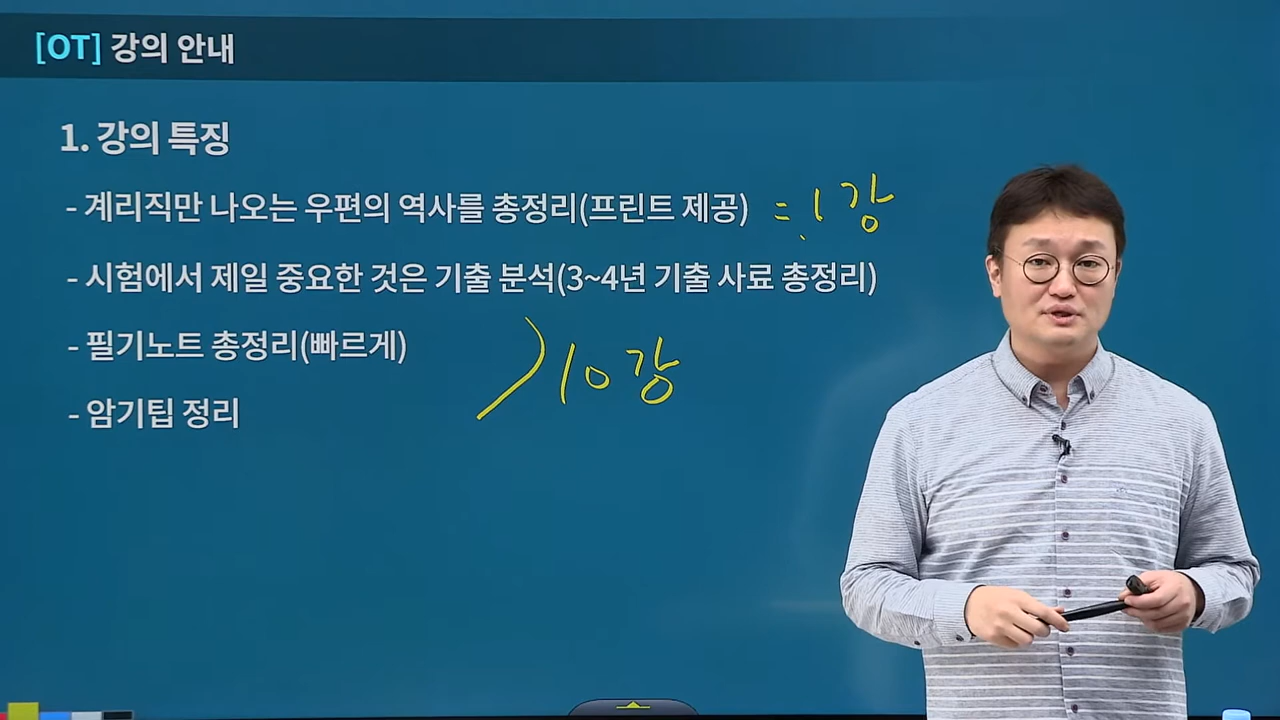 [OT] 강의 안내
1. 강의 특징
- 계리직만 나오는 우편의 역사를 총정리(프린트 제공) = 1강
- 시험에서 제일 중요한 것은 기출 분석(3~4년 기출 사료 총정리)
- 필기노트 총정리(빠르게)
10강
- 암기팁 정리